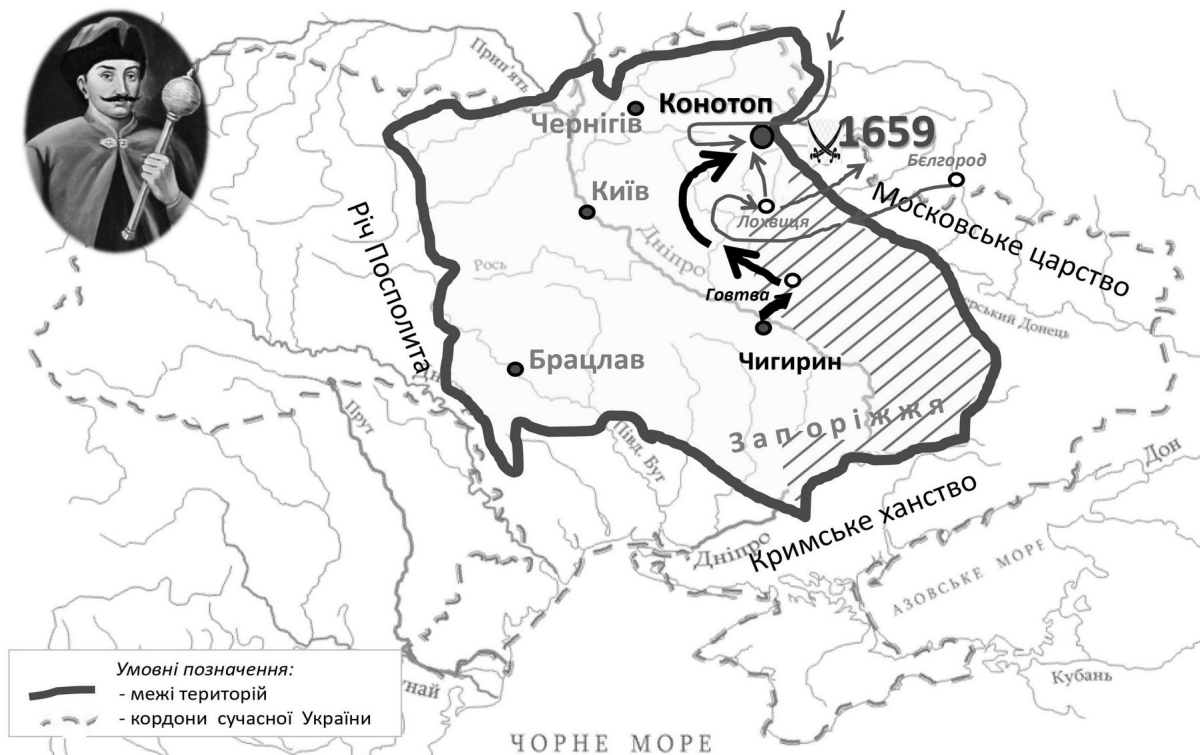 Прип'ять
Конотоп
Чернігів
1659
Бєлгород
Київ
Лохвиця
Московське царство
Річ Посполита
Дніпро
Рось
Говтва
ерський Донець
Чигирин
Брацлав
Прут
Запоріжжя
Півд. Буг
Дон
Кримське ханство
Дніпро
АЗОВСЬКЕ МОРЕ
Умовні позначення:
- межі територій
- кордони сучасної України
унай
Кубань
ЧОРНЕ МОРЕ